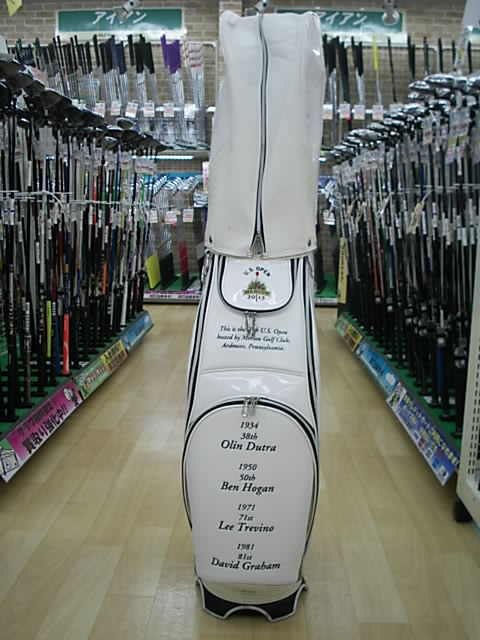 アイアン
アイアン
U.S. OPEN
MERION
2013
This is the U.S. Open
hosted by Merion Golf Club,
Ardmore, Pennsylvania.
1934
38th
Olin Dutra
1950
50th
Ben Hogan
1971
71st
Lee Trevino
1981
81st
David Graham